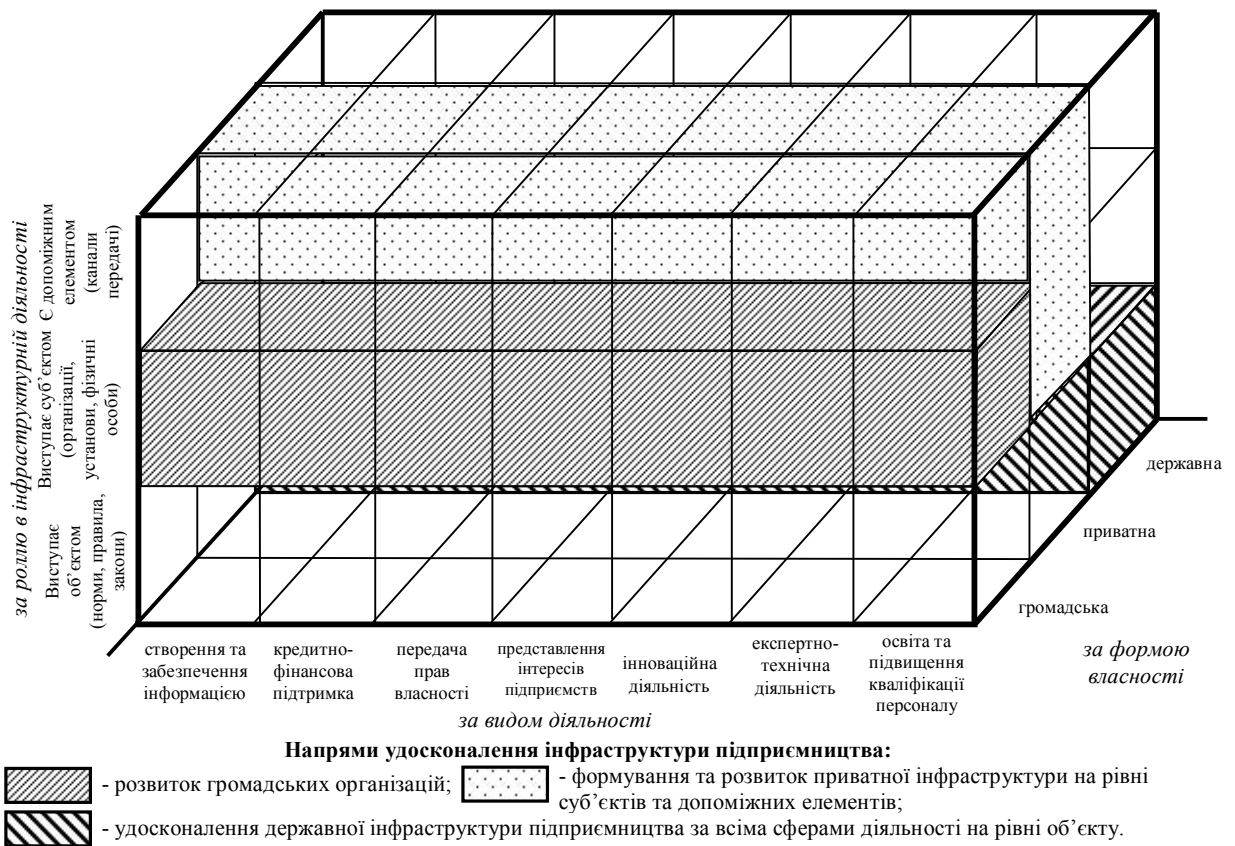 за роллю в інфраструктурній діяльності
Є допоміжним
елементом
(канали
передачі)
Виступає суб’єктом
(організації,
установи, фізичні
особи)
Виступає
об’єктом
(норми, правила,
закони)
державна
приватна
громадська
за формою
власності
створення та
забезпечення
інформацією
кредитно-
фінансова
підтримка
передача
прав
власності
представлення
інтересів
підприємств
інноваційна
діяльність
експертно-
технічна
діяльність
освіта та
підвищення
кваліфікації
персоналу
за видом діяльності
Напрями удосконалення інфраструктури підприємництва:
- розвиток громадських організацій;
- формування та розвиток приватної інфраструктури на рівні
суб’єктів та допоміжних елементів;
- удосконалення державної інфраструктури підприємництва за всіма сферами діяльності на рівні об’єкту.